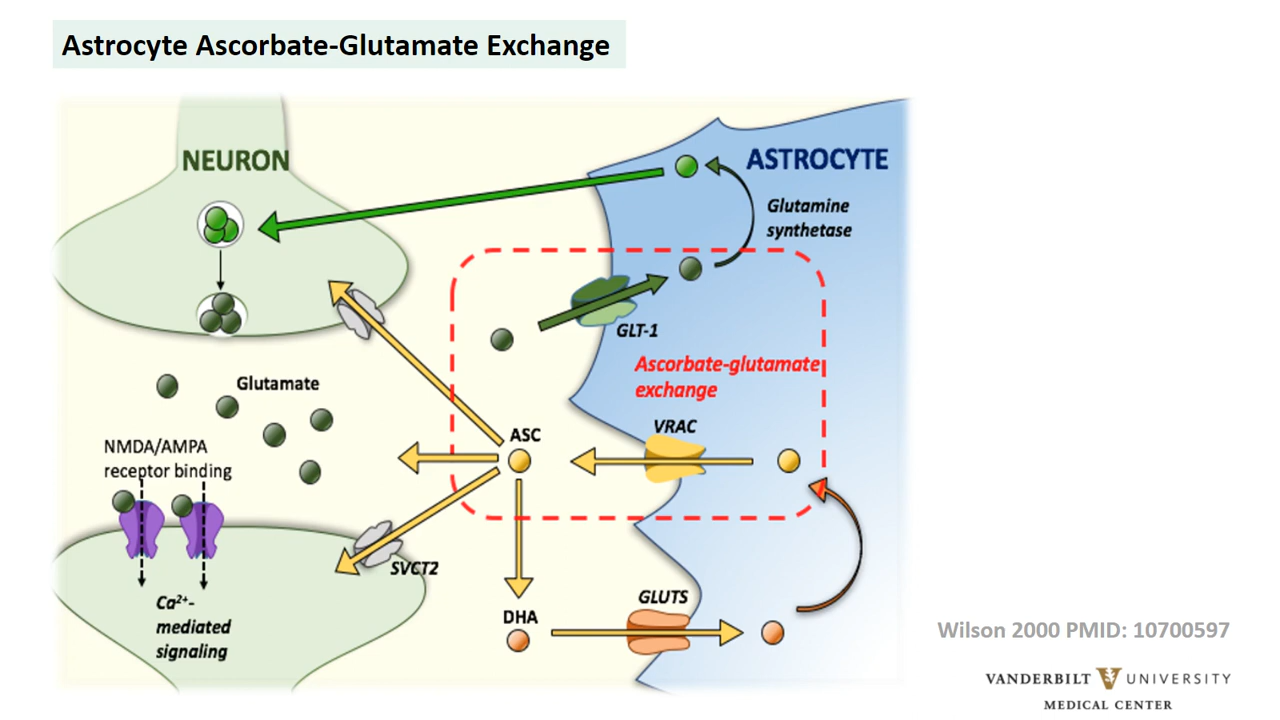 Astrocyte Ascorbate-Glutamate Exchange
NEURON
ASTROCYTE
Glutamine
synthetase
GLT-1
Ascorbate-glutamate
exchange
Glutamate
VRAC
ASC
NMDA/AMPA
receptor binding
SVCT2
Ca²⁺-
mediated
signaling
DHA
GLUTS
Wilson 2000 PMID: 10700597
VANDERBILT UNIVERSITY
MEDICAL CENTER